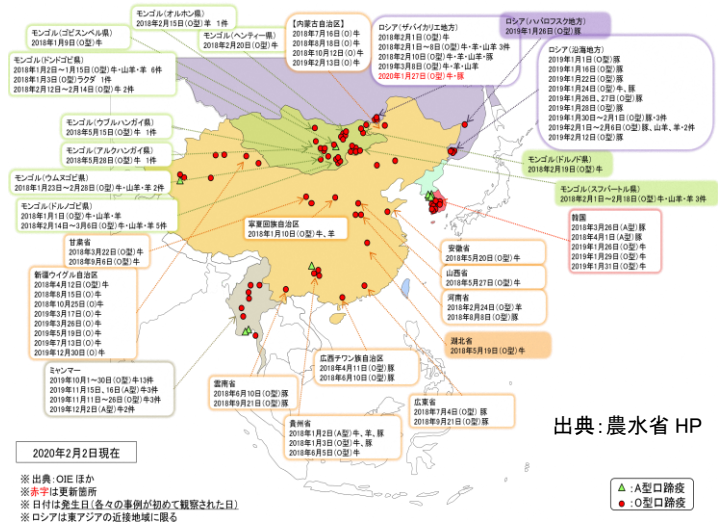 モンゴル(オルホン県)
2018年2月15日(O型)羊 1件
モンゴル(ゴビスンベル県)
2018年1月9日(O型)牛
モンゴル(ヘンティー県)
2018年2月20日(O型)牛
【内蒙古自治区】
2018年7月16日(O)牛
2018年8月18日(O)牛
2018年10月12日(O)牛
2019年2月13日(O)牛
ロシア(ザバイカリエ地方)
2018年2月1日(O型)牛
2018年2月1日～8日(O型)牛・牛・山羊 3件
2018年2月10日(O型)牛・羊・山羊・豚
2019年3月8日(O型)牛・羊・山羊
2020年1月27日(O型)牛・豚
ロシア(ハバロフスク地方)
2019年1月26日(O型)豚
ロシア(沿海地方)
2019年1月1日(O型)豚
2019年1月16日(O型)豚
2019年1月22日(O型)豚
2019年1月24日(O型)牛、豚
2019年1月26日、27日(O型)豚
2019年1月28日(O型)豚
2019年1月30日～2月1日(O型)豚・3件
2019年2月1日～2月6日(O型)豚、山羊、羊・2件
2019年2月12日(O型)豚
モンゴル(ドンドゴビ県)
2018年1月2日～1月15日(O型)牛・山羊・羊 6件
2018年1月3日(O型)ラクダ 1件
2018年2月12日～2月14日(O型)牛 2件
モンゴル(ウブルハンガイ県)
2018年5月15日(O型)牛 1件
モンゴル(アルクハンガイ県)
2018年5月28日(O型)牛 1件
モンゴル(ウムヌゴビ県)
2018年1月23日～2月28日(O型)牛・山羊・羊 2件
モンゴル(ドルノゴビ県)
2018年1月1日(O型)牛・山羊・羊
2018年2月14日～3月6日(O型)牛・山羊・羊 5件
モンゴル(ドルノド県)
2018年2月19日(O型)牛
モンゴル(スフバートル県)
2018年2月1日～2月18日(O型)牛・山羊・羊 3件
韓国
2018年3月26日(A型)豚
2018年4月1日(A型)豚
2019年1月26日(O型)牛
2019年1月29日(O型)牛
2019年1月31日(O型)牛
寧夏回族自治区
2018年1月10日(O型)牛、羊
甘粛省
2018年3月22日(O型)牛
2018年9月6日(O型)牛
新疆ウイグル自治区
2018年4月12日(O型)牛
2018年8月15日(O)牛
2018年10月25日(O)牛
2019年3月17日(O)牛
2019年3月26日(O)牛
2019年5月19日(O)牛
2019年7月13日(O)牛
2019年12月30日(O)牛
安徽省
2018年5月20日(O型)牛
山西省
2018年5月27日(O型)牛
河南省
2018年2月24日(O型)羊
2018年8月8日(O型)豚
湖北省
2018年5月19日(O型)牛
ミャンマー
2019年10月1～30日(O型)牛13件
2019年11月15日、16日(A型)牛3件
2019年11月11日～26日(O型)牛3件
2019年12月2日(A型)牛2件
雲南省
2018年6月10日(O型)豚
2018年9月21日(O型)豚
広西チワン族自治区
2018年4月11日(O型)豚
2018年6月10日(O型)豚
貴州省
2018年1月2日(A型)牛、羊、豚
2018年1月3日(O型)牛、豚
2018年6月5日(O型)牛
広東省
2018年7月4日(O型)豚
2018年9月21日(O型)豚
出典：農水省 HP
2020年2月2日現在
※ 出典：OIE ほか
※赤字は更新箇所
※ 日付は発生日(各々の事例が初めて観察された日)
※ ロシアは東アジアの近接地域に限る
:A型口蹄疫
:O型口蹄疫